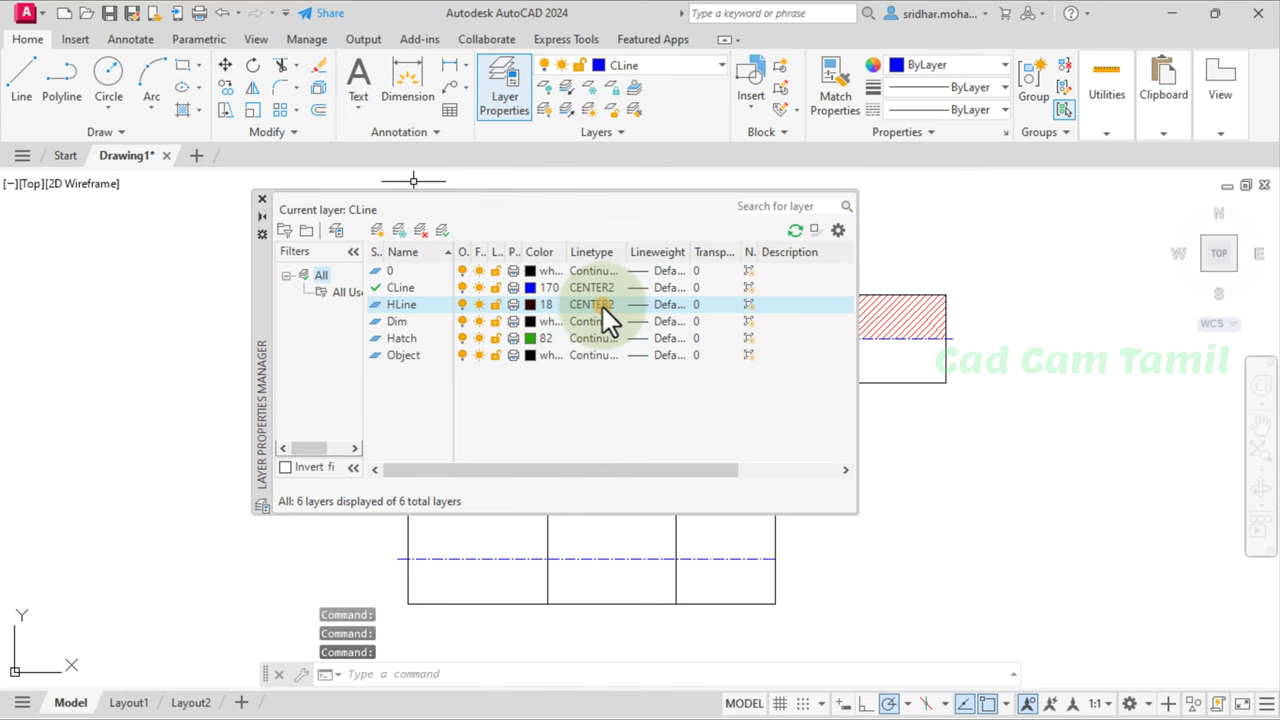 A Share Autodesk AutoCAD 2024 Type a keyword or phrase sridhar.moha...
Home Insert Annotate Parametric View Manage Output Add-ins Collaborate Express Tools Featured Apps
CLine
ByLayer
ByLayer
ByLayer
Line Polyline Circle Arc Text Dimension Layer Properties Insert Match Properties Group Utilities Clipboard View
Draw Modify Annotation Layers Block Properties Groups
Start Drawing1*
[−][Top][2D Wireframe]
Current layer: CLine Search for layer
Filters S.. Name O. F.. L.. P.. Color Linetype Lineweight Transp... N. Description
All 0 wh... Continu... Defa... 0
All Use CLine 170 CENTER2 Defa... 0
HLine 18 CENTER2 Defa... 0
Dim wh... Contin Defa... 0
Hatch 82 Continu... Defa... 0
Object wh... Continu... Defa... 0
Invert fi
All: 6 layers displayed of 6 total layers
LAYER PROPERTIES MANAGER
N
W TOP E
S
WCS
Cad Cam Tamil
Command:
Command:
Command:
Type a command
Y
X
Model Layout1 Layout2 MODEL 1:1